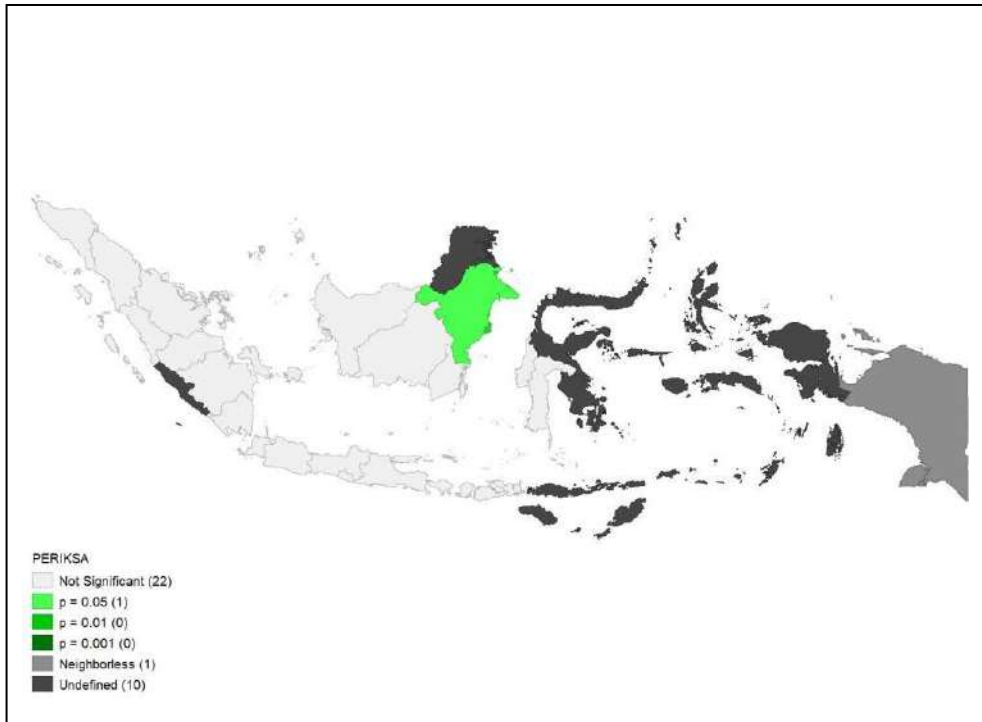 PERIKSA
Not Significant (22)
p = 0.05 (1)
p = 0.01 (0)
p = 0.001 (0)
Neighborless (1)
Undefined (10)